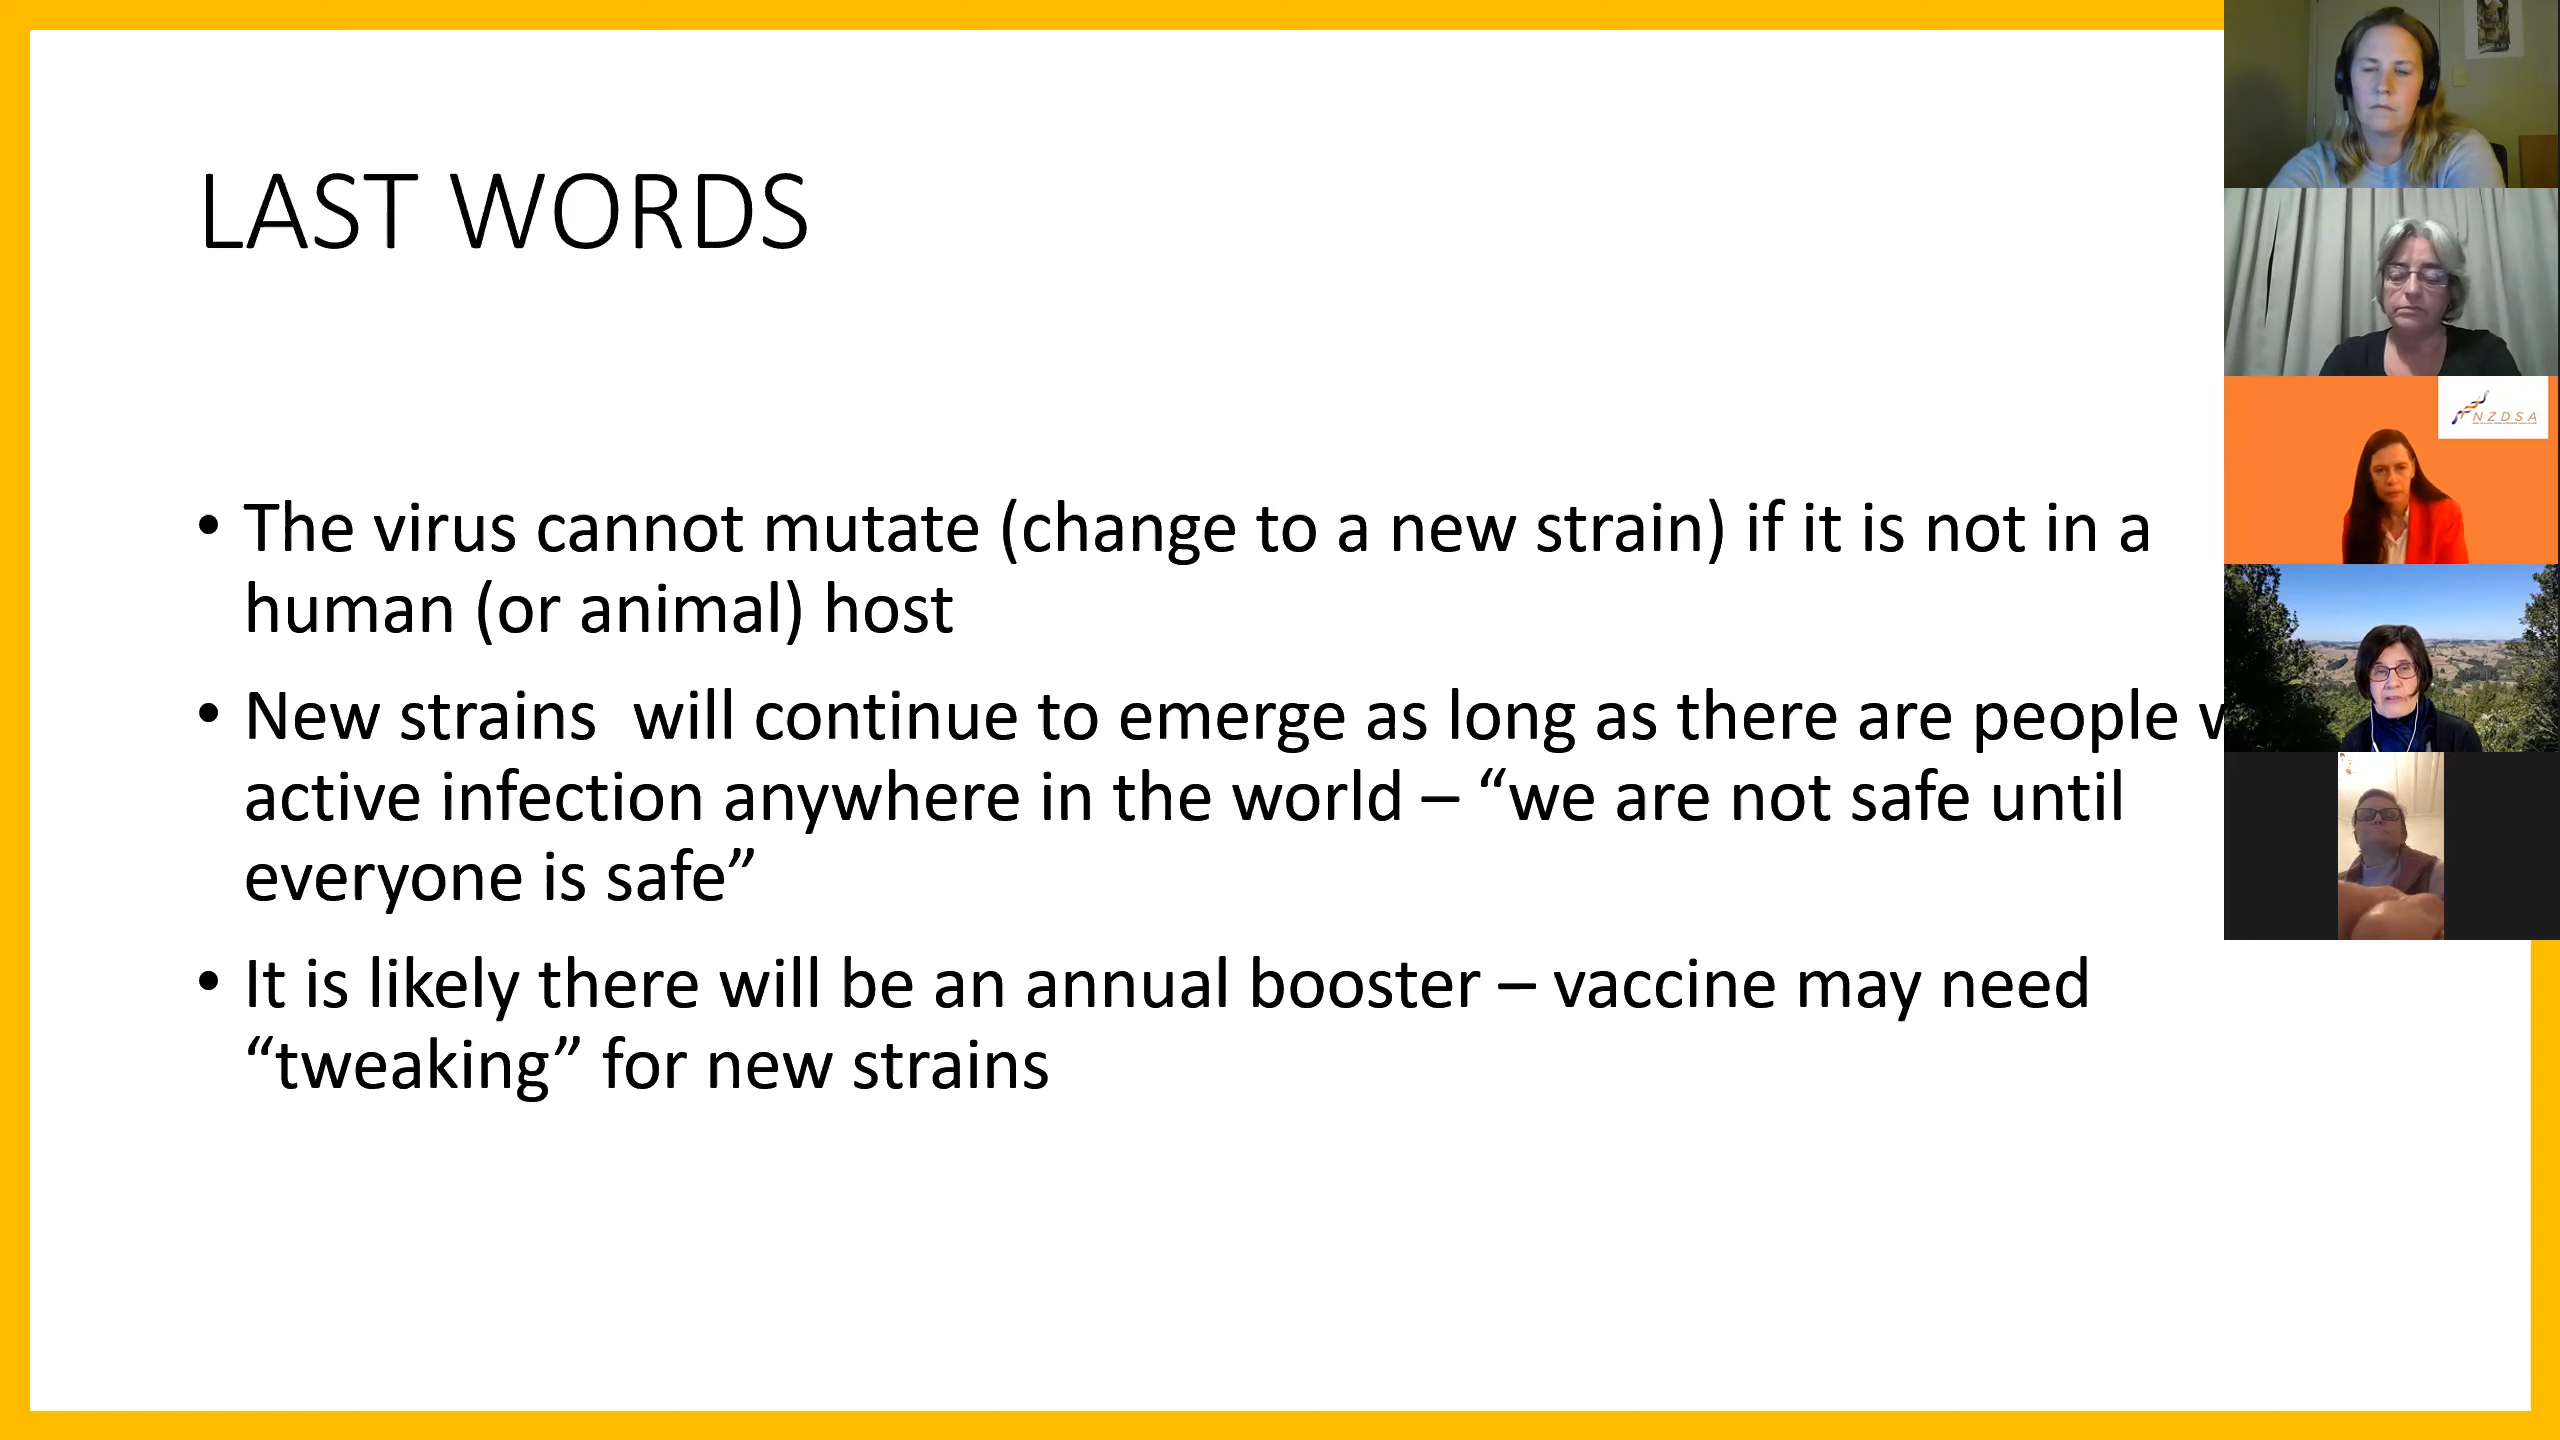 LAST WORDS
• The virus cannot mutate (change to a new strain) if it is not in a
human (or animal) host
• New strains will continue to emerge as long as there are people
active infection anywhere in the world – “we are not safe until
everyone is safe”
• It is likely there will be an annual booster – vaccine may need
“tweaking” for new strains
NZDSA